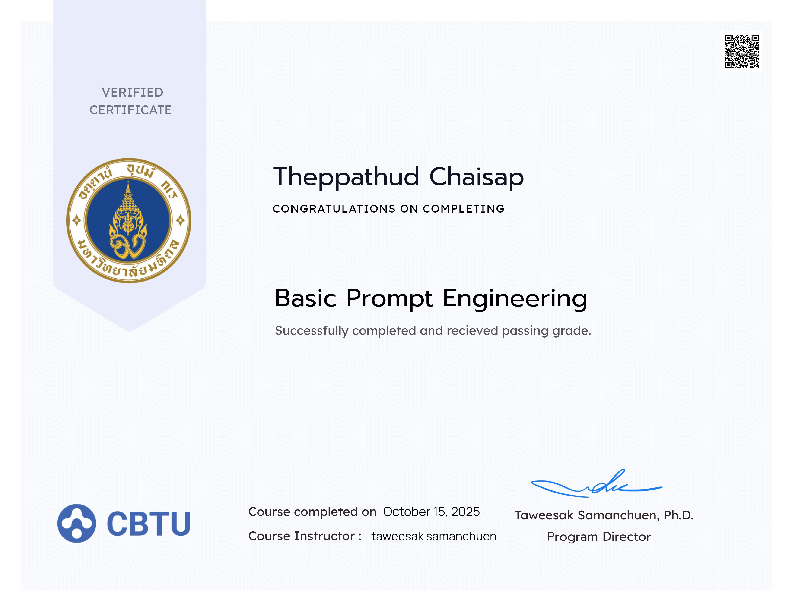 VERIFIED
CERTIFICATE
อตฺตานํ อุปมํ กเร
มหาวิทยาลัยมหิดล
Theppathud Chaisap
CONGRATULATIONS ON COMPLETING
Basic Prompt Engineering
Successfully completed and recieved passing grade.
CBTU
Course completed on October 15, 2025
Course Instructor : taweesak samanchuen
Taweesak Samanchuen, Ph.D.
Program Director